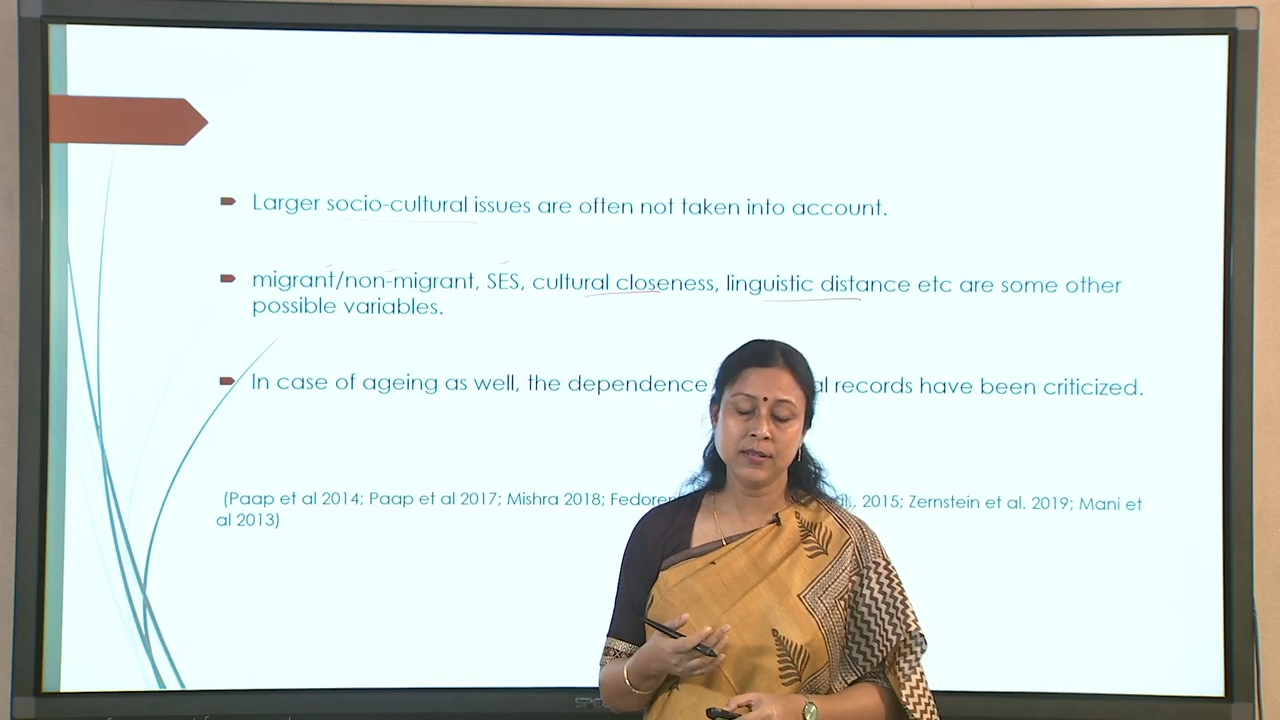 Larger socio-cultural issues are often not taken into account.
migrant/non-migrant, SES, cultural closeness, linguistic distance etc are some other
possible variables.
In case of ageing as well, the dependence records have been criticized.
(Paap et al 2014; Paap et al 2017; Mishra 2018; 2015; Zernstein et al. 2019; Mani et
al 2013)